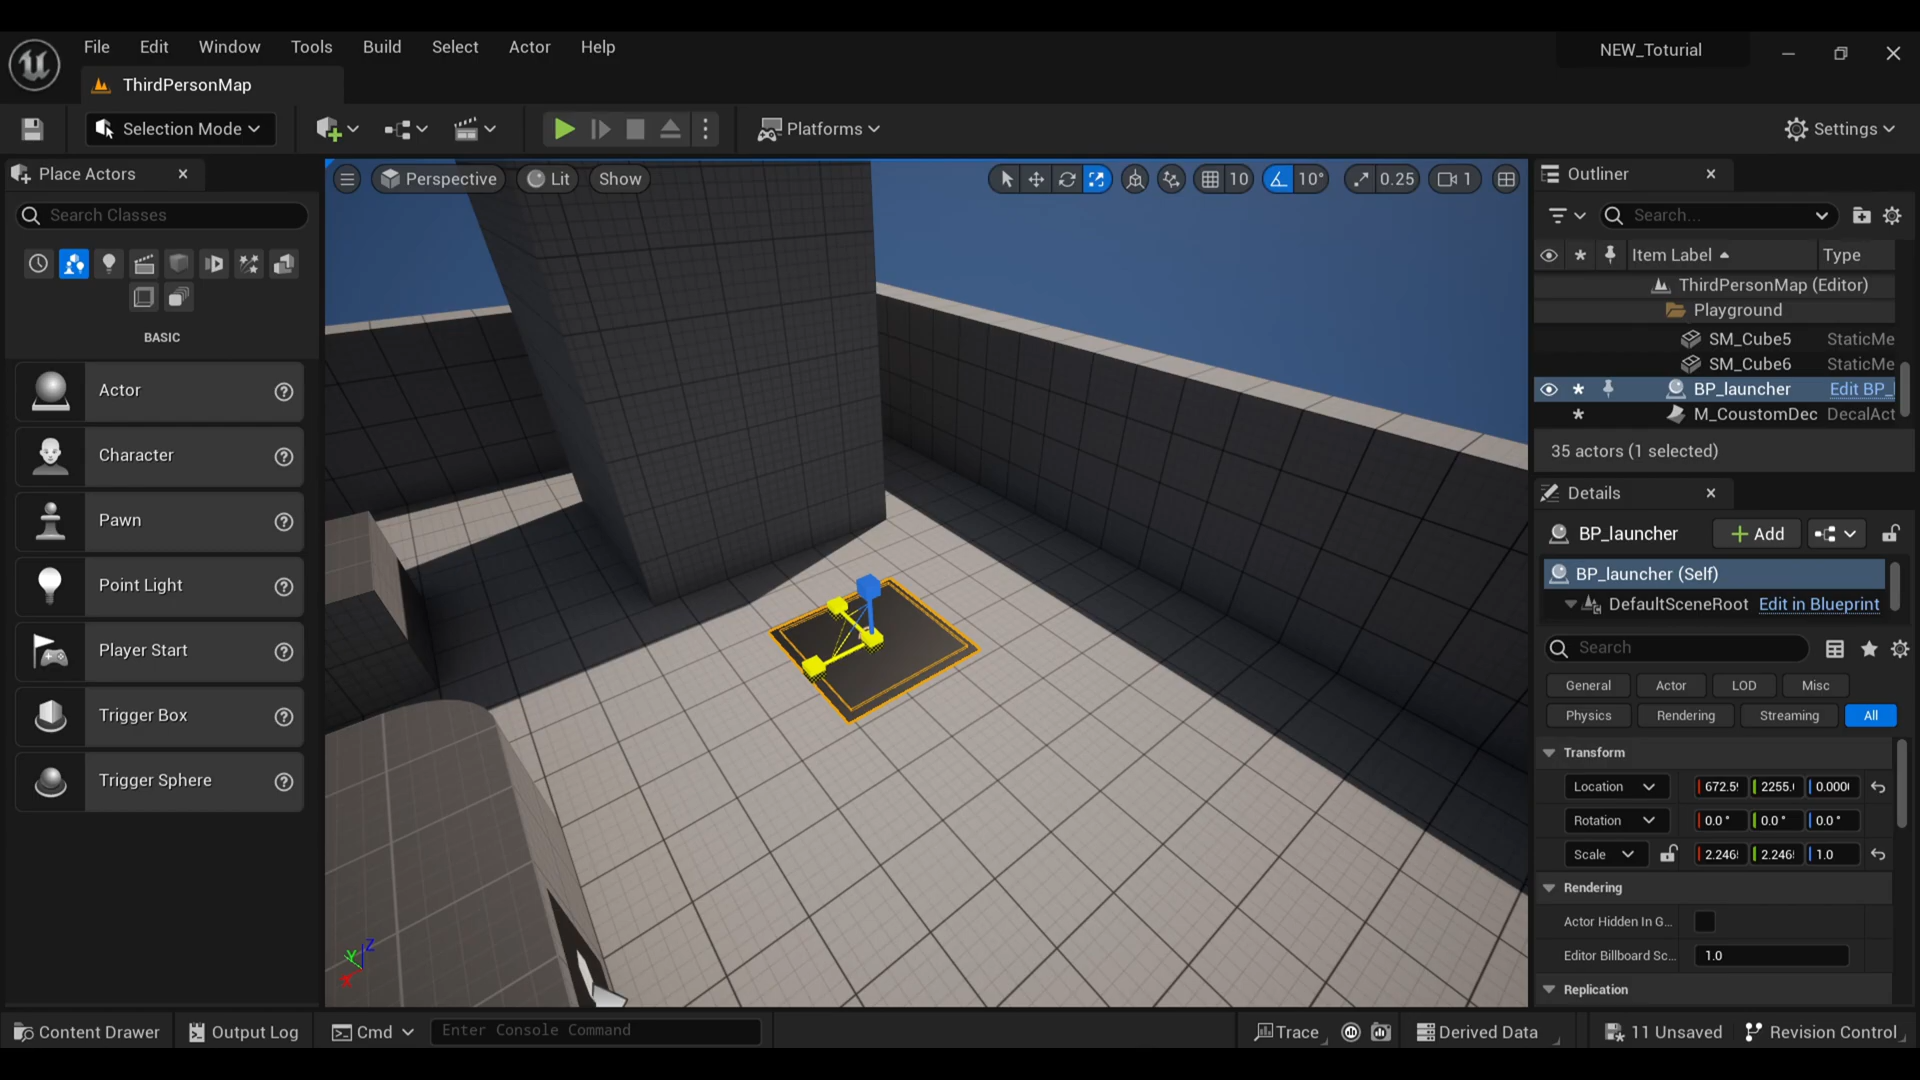 File Edit Window Tools Build Select Actor Help
NEW_Toturial
ThirdPersonMap
Selection Mode
Platforms
Settings
Place Actors
Search Classes
BASIC
Actor
Character
Pawn
Point Light
Player Start
Trigger Box
Trigger Sphere
Perspective
Lit
Show
10
10°
0.25
1
Z
Y
X
Outliner
Search...
Item Label
Type
ThirdPersonMap (Editor)
Playground
SM_Cube5 StaticMe
SM_Cube6 StaticMe
BP_launcher Edit BP_
M_CoustomDec DecalAct
35 actors (1 selected)
Details
BP_launcher
Add
BP_launcher (Self)
DefaultSceneRoot Edit in Blueprint
Search
General Actor LOD Misc
Physics Rendering Streaming All
Transform
Location 672.5 2255. 0.000
Rotation 0.0° 0.0° 0.0°
Scale 2.246 2.246 1.0
Rendering
Actor Hidden In G...
Editor Billboard Sc... 1.0
Replication
Content Drawer
Output Log
Cmd
Enter Console Command
Trace
Derived Data
11 Unsaved
Revision Control